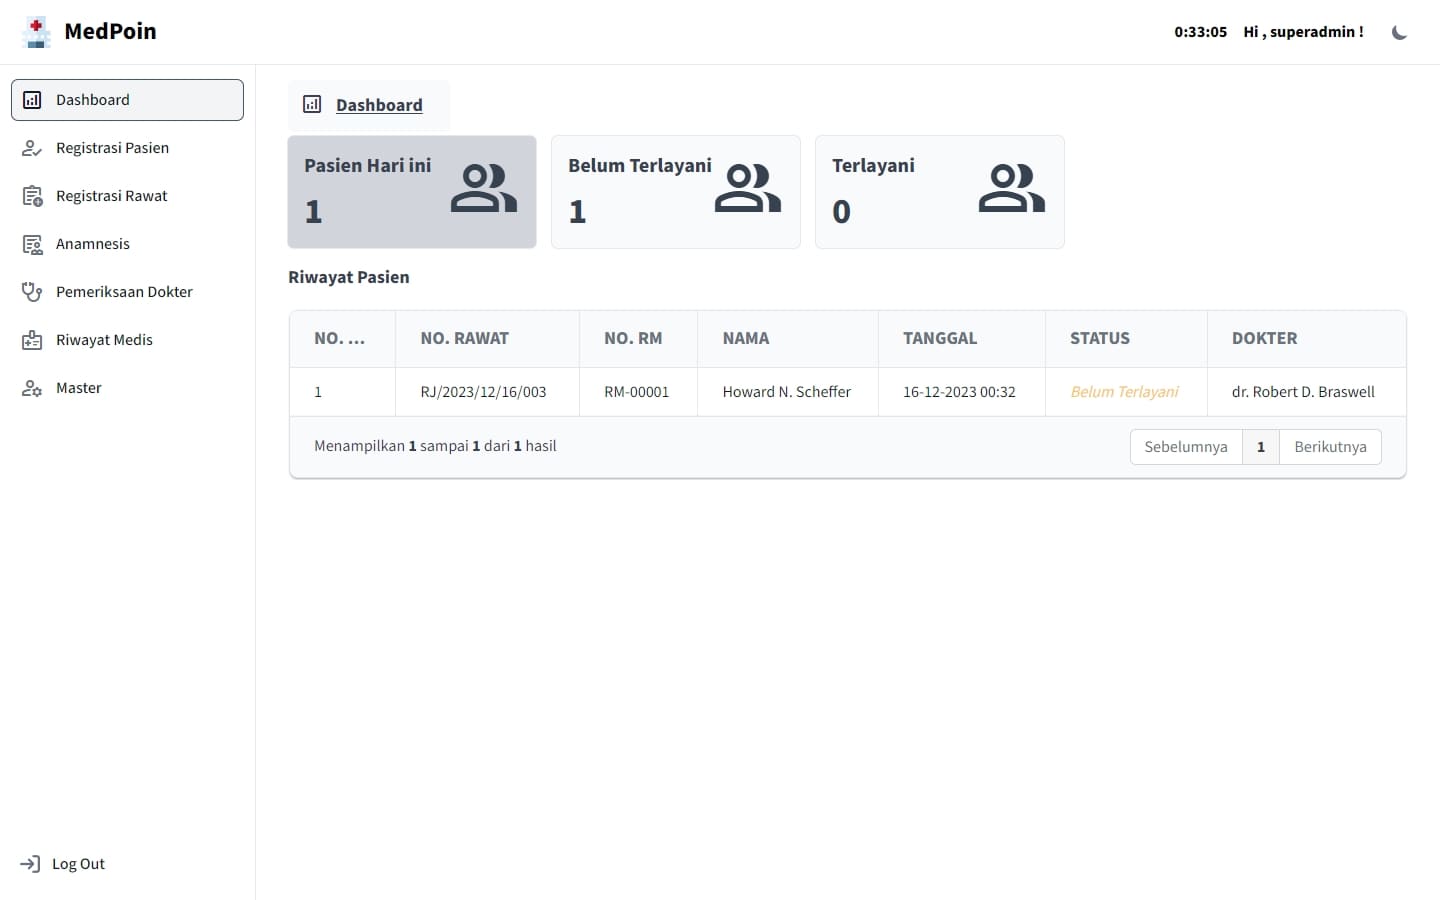 MedPoin
0:33:05 Hi , superadmin !
Dashboard
Registrasi Pasien
Registrasi Rawat
Anamnesis
Pemeriksaan Dokter
Riwayat Medis
Master
Log Out
Dashboard
Pasien Hari ini
1
Belum Terlayani
1
Terlayani
0
Riwayat Pasien
NO. ... NO. RAWAT NO. RM NAMA TANGGAL STATUS DOKTER
1 RJ/2023/12/16/003 RM-00001 Howard N. Scheffer 16-12-2023 00:32 Belum Terlayani dr. Robert D. Braswell
Menampilkan 1 sampai 1 dari 1 hasil
Sebelumnya 1 Berikutnya